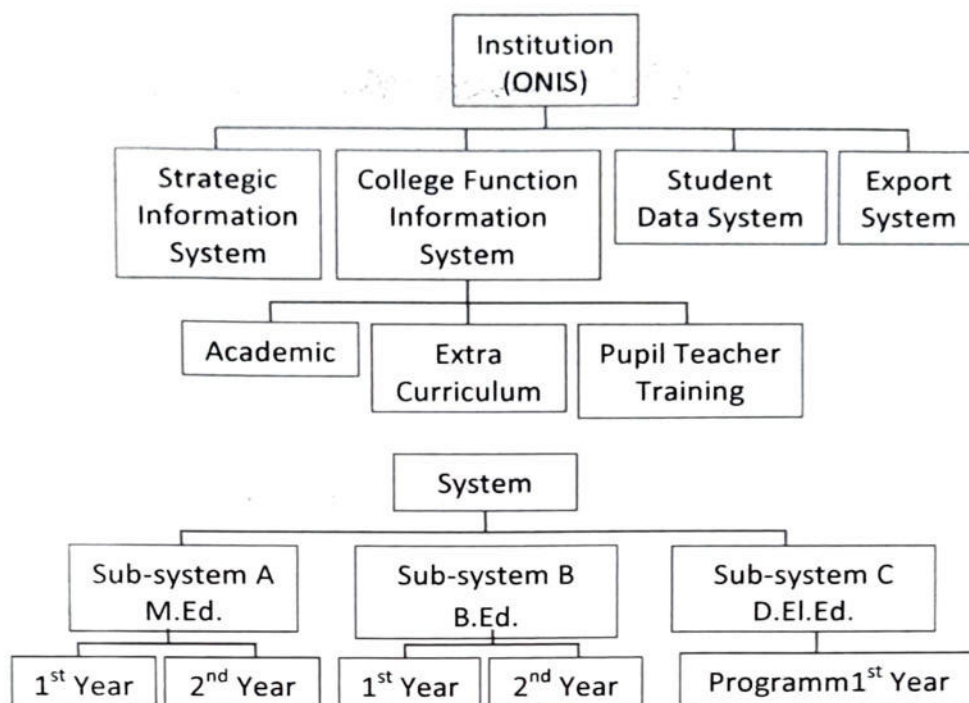 Institution
(ONIS)
Strategic
Information
System
College Function
Information
System
Student
Data System
Export
System
Academic
Extra
Curriculum
Pupil Teacher
Training
System
Sub-system A
M.Ed.
Sub-system B
B.Ed.
Sub-system C
D.El.Ed.
1st Year
2nd Year
1st Year
2nd Year
Programm1st Year